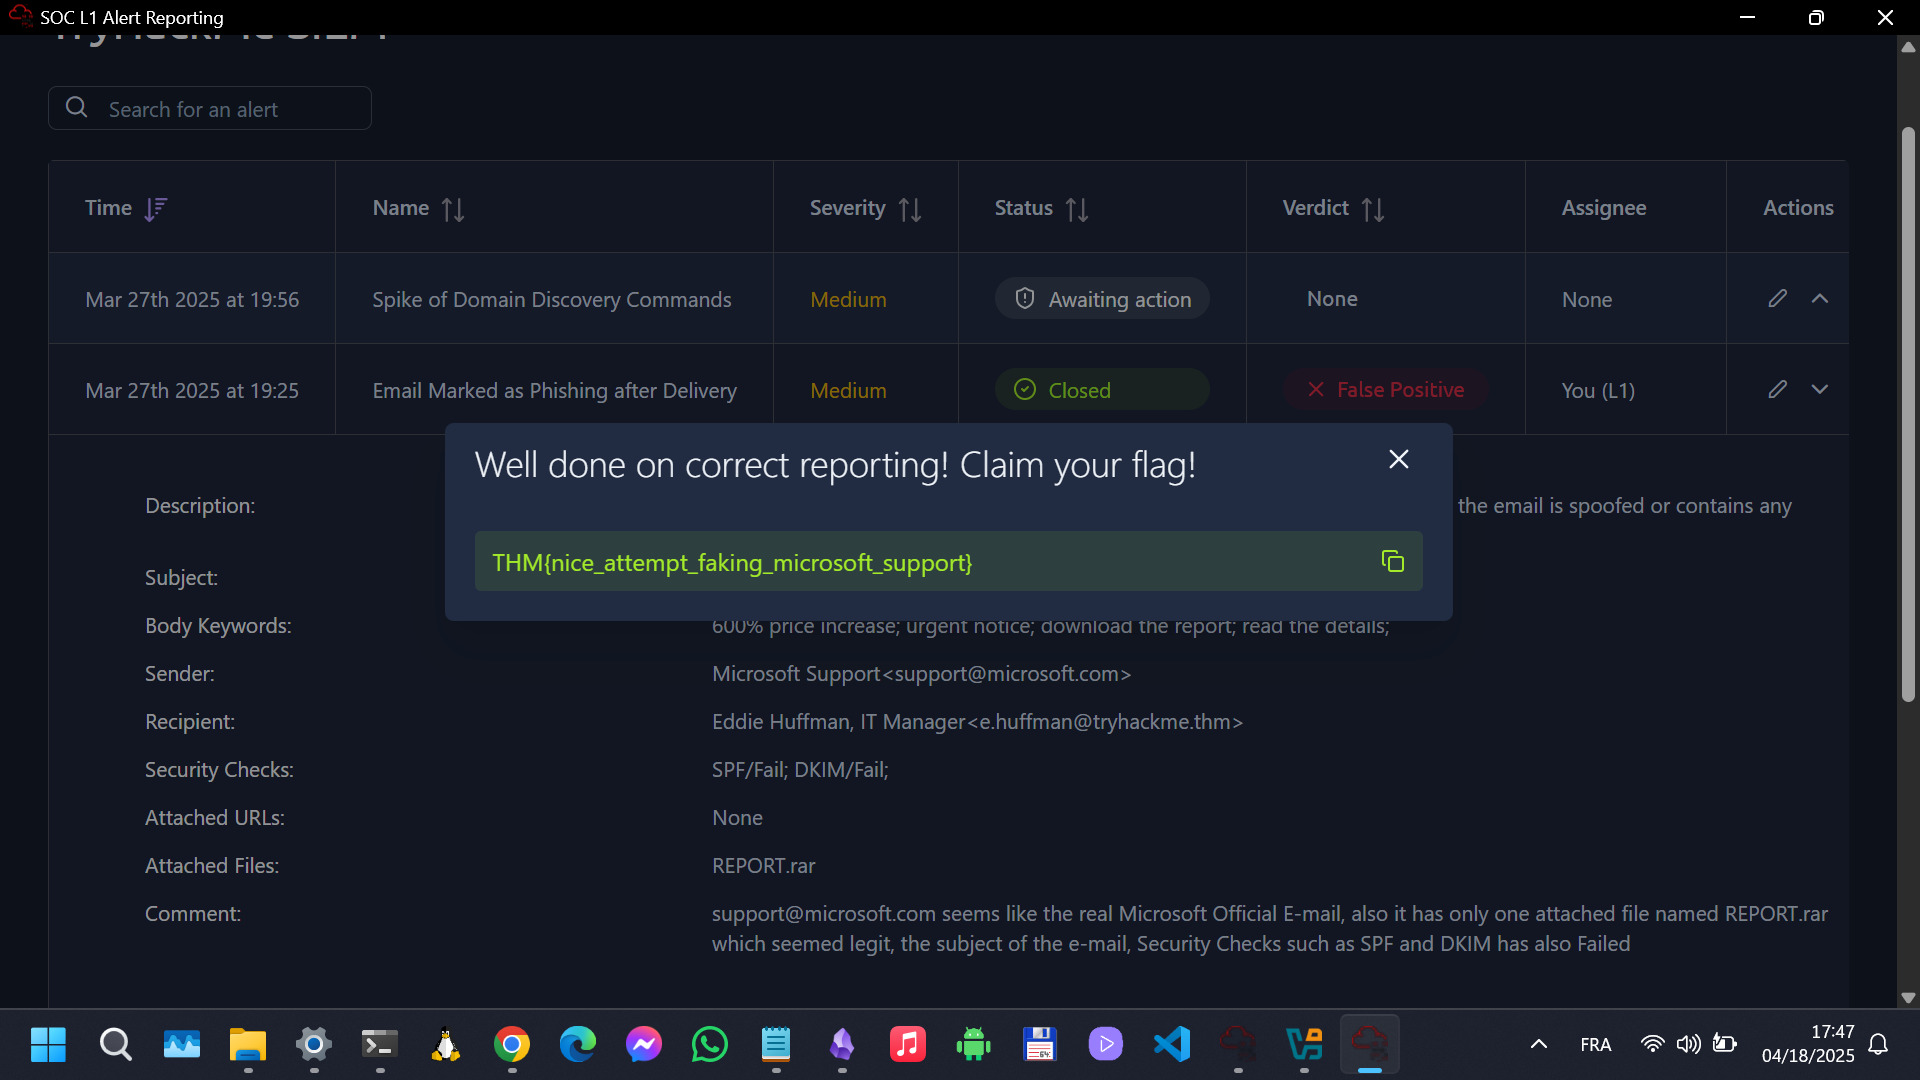 SOC L1 Alert Reporting
Search for an alert
Time Name Severity Status Verdict Assignee Actions
Mar 27th 2025 at 19:56 Spike of Domain Discovery Commands Medium Awaiting action None None
Mar 27th 2025 at 19:25 Email Marked as Phishing after Delivery Medium Closed False Positive You (L1)
Well done on correct reporting! Claim your flag!
Description: the email is spoofed or contains any
THM{nice_attempt_faking_microsoft_support}
Subject:
Body Keywords: 600% price increase; urgent notice; download the report; read the details;
Sender: Microsoft Support<support@microsoft.com>
Recipient: Eddie Huffman, IT Manager<e.huffman@tryhackme.thm>
Security Checks: SPF/Fail; DKIM/Fail;
Attached URLs: None
Attached Files: REPORT.rar
Comment: support@microsoft.com seems like the real Microsoft Official E-mail, also it has only one attached file named REPORT.rar
which seemed legit, the subject of the e-mail, Security Checks such as SPF and DKIM has also Failed
FRA
17:47
04/18/2025